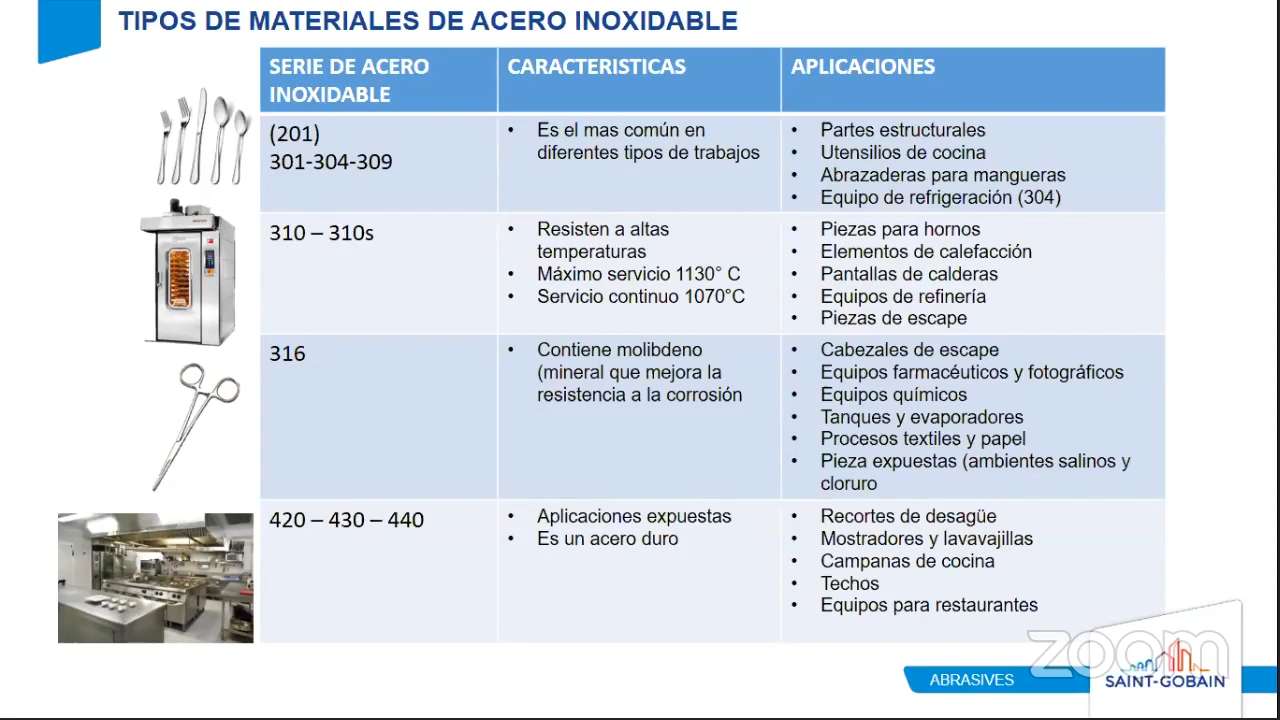 TIPOS DE MATERIALES DE ACERO INOXIDABLE
SERIE DE ACERO
INOXIDABLE
CARACTERISTICAS
APLICACIONES
(201)
301-304-309
• Es el mas común en
diferentes tipos de trabajos
• Partes estructurales
• Utensilios de cocina
• Abrazaderas para mangueras
• Equipo de refrigeración (304)
310 – 310s
• Resisten a altas
temperaturas
• Máximo servicio 1130° C
• Servicio continuo 1070°C
• Piezas para hornos
• Elementos de calefacción
• Pantallas de calderas
• Equipos de refinería
• Piezas de escape
316
• Contiene molibdeno
(mineral que mejora la
resistencia a la corrosión
• Cabezales de escape
• Equipos farmacéuticos y fotográficos
• Equipos químicos
• Tanques y evaporadores
• Procesos textiles y papel
• Pieza expuestas (ambientes salinos y
cloruro
420 – 430 – 440
• Aplicaciones expuestas
• Es un acero duro
• Recortes de desagüe
• Mostradores y lavavajillas
• Campanas de cocina
• Techos
• Equipos para restaurantes
zoom
ABRASIVES
SAINT-GOBAIN